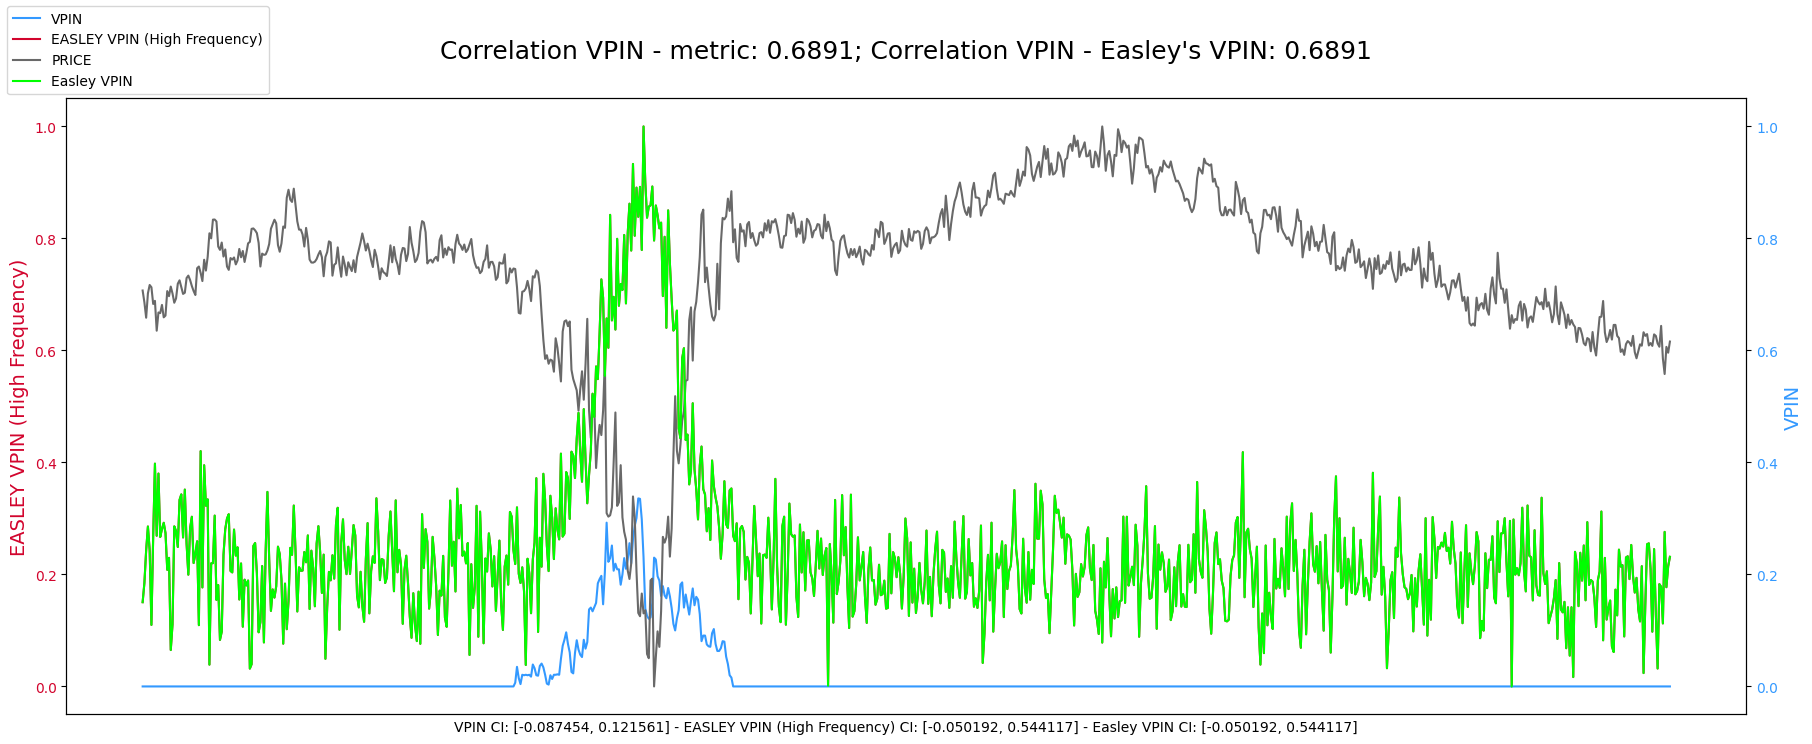 VPIN
EASLEY VPIN (High Frequency)
PRICE
Easley VPIN
Correlation VPIN - metric: 0.6891; Correlation VPIN - Easley's VPIN: 0.6891
EASLEY VPIN (High Frequency)
1.0
0.8
0.6
0.4
0.2
0.0
1.0
0.8
0.6
0.4
0.2
0.0
VPIN
VPIN CI: [-0.087454, 0.121561] - EASLEY VPIN (High Frequency) CI: [-0.050192, 0.544117] - Easley VPIN CI: [-0.050192, 0.544117]